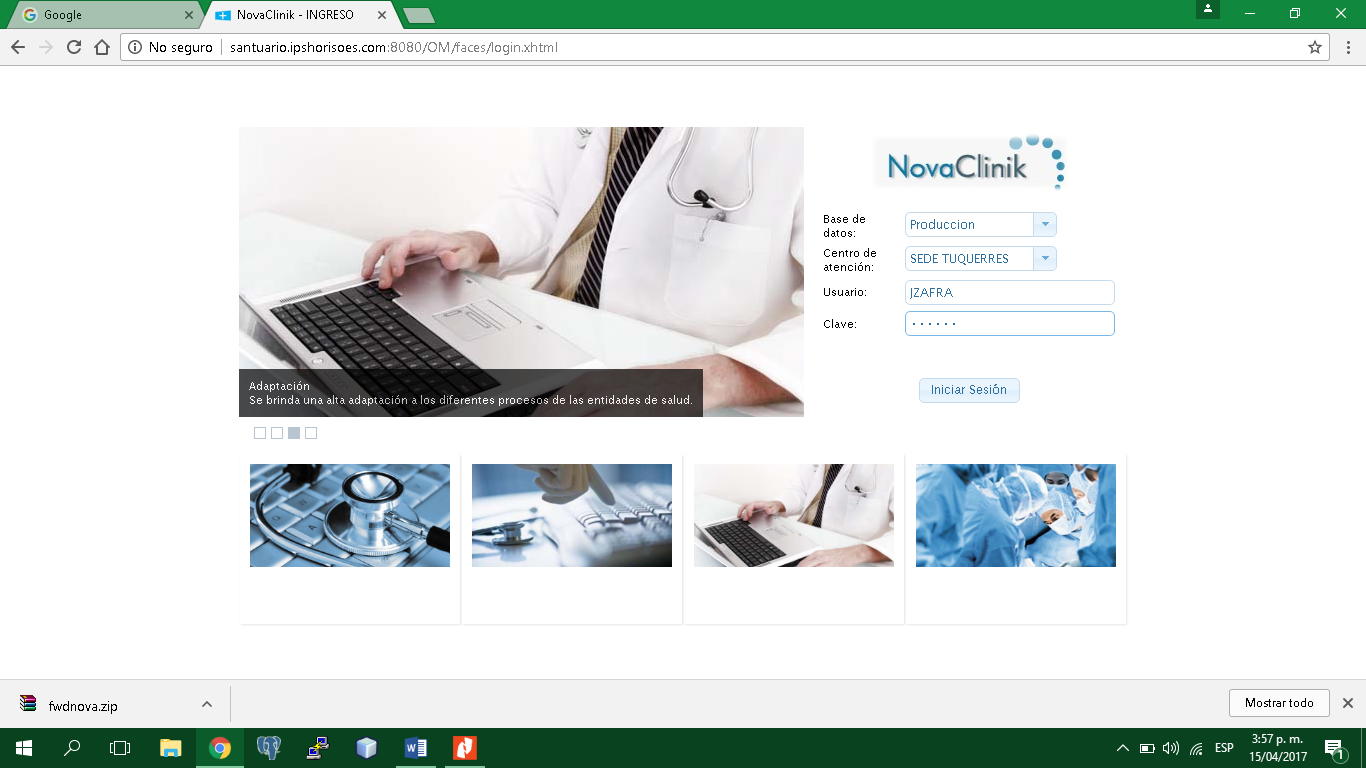 Google
NovaClinik - INGRESO
No seguro
santuario.ipshorisoes.com:8080/OM/faces/login.xhtml
NovaClinik
Base de
datos:
Produccion
Centro de
atención:
SEDE TUQUERRES
Usuario:
JZAFRA
Clave:
Iniciar Sesión
Adaptación
Se brinda una alta adaptación a los diferentes procesos de las entidades de salud.
fwdnova.zip
Mostrar todo
ESP
3:57 p. m.
15/04/2017
1